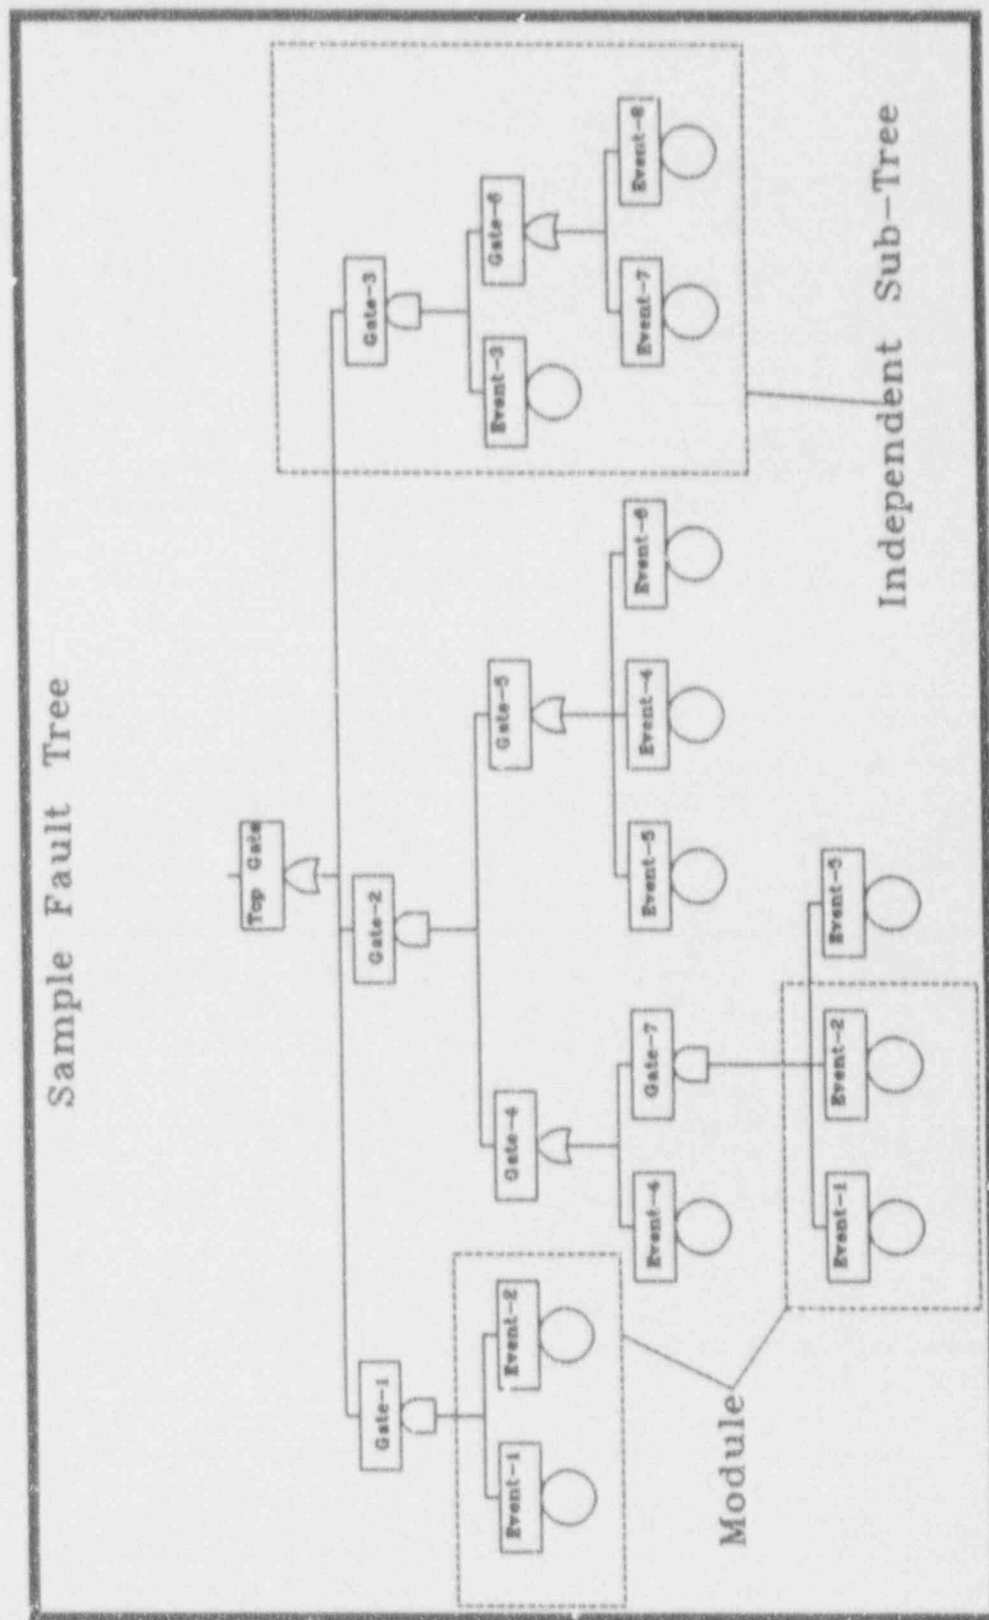 Sample Fault Tree
Top Gate
Gate-1
Gate-2
Gate-3
Event-1
Event-2
Gate-4
Gate-5
Event-3
Gate-6
Event-4
Gate-7
Event-5
Event-4
Event-6
Event-7
Event-8
Event-1
Event-2
Event-5
Module
Independent Sub-Tree